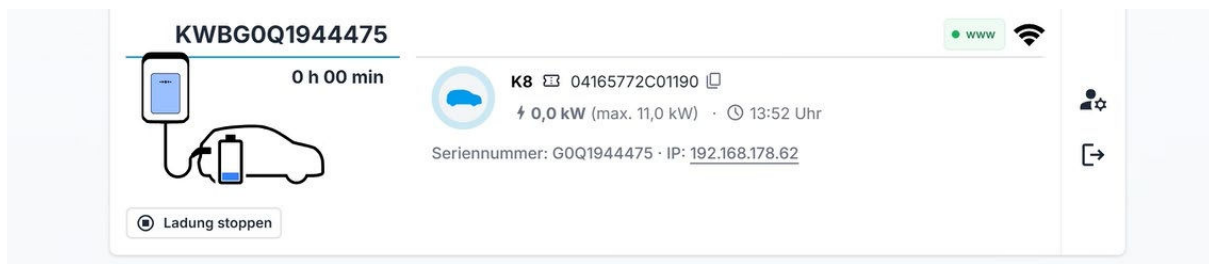 KWBG0Q1944475
www
0 h 00 min
K8 04165772C01190
0,0 kW (max. 11,0 kW) · 13:52 Uhr
Seriennummer: G0Q1944475 · IP: 192.168.178.62
Ladung stoppen